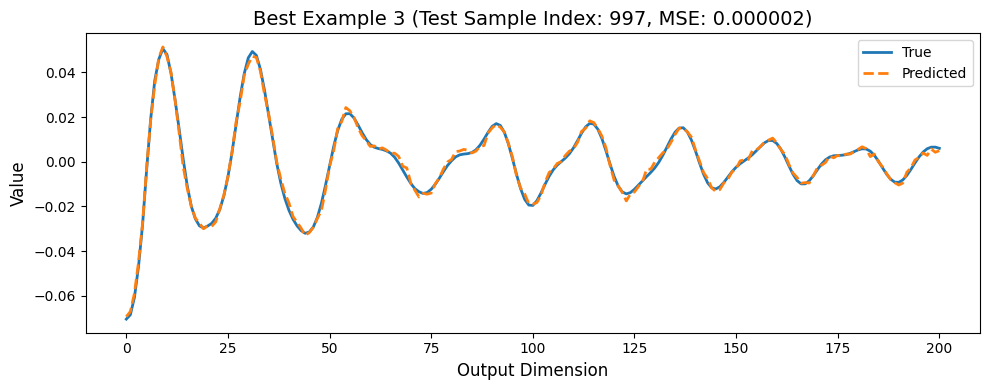 Best Example 3 (Test Sample Index: 997, MSE: 0.000002)
True
Predicted
Value
0.04
0.02
0.00
−0.02
−0.04
−0.06
0 25 50 75 100 125 150 175 200
Output Dimension